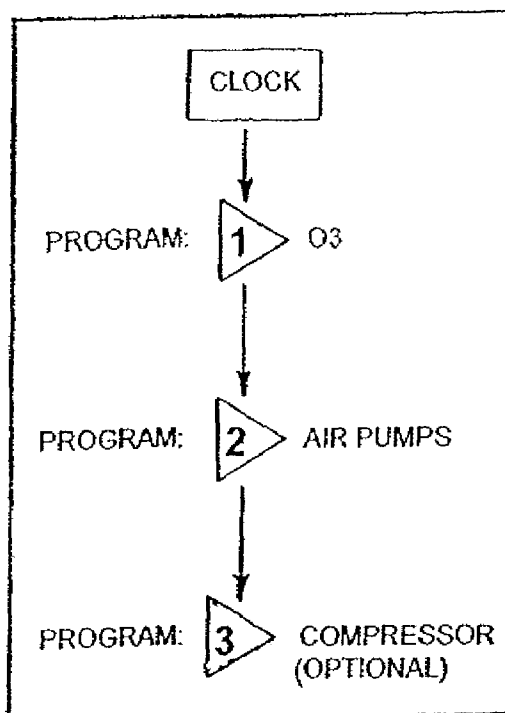 CLOCK
PROGRAM: 1 O3
PROGRAM: 2 AIR PUMPS
PROGRAM: 3 COMPRESSOR
(OPTIONAL)